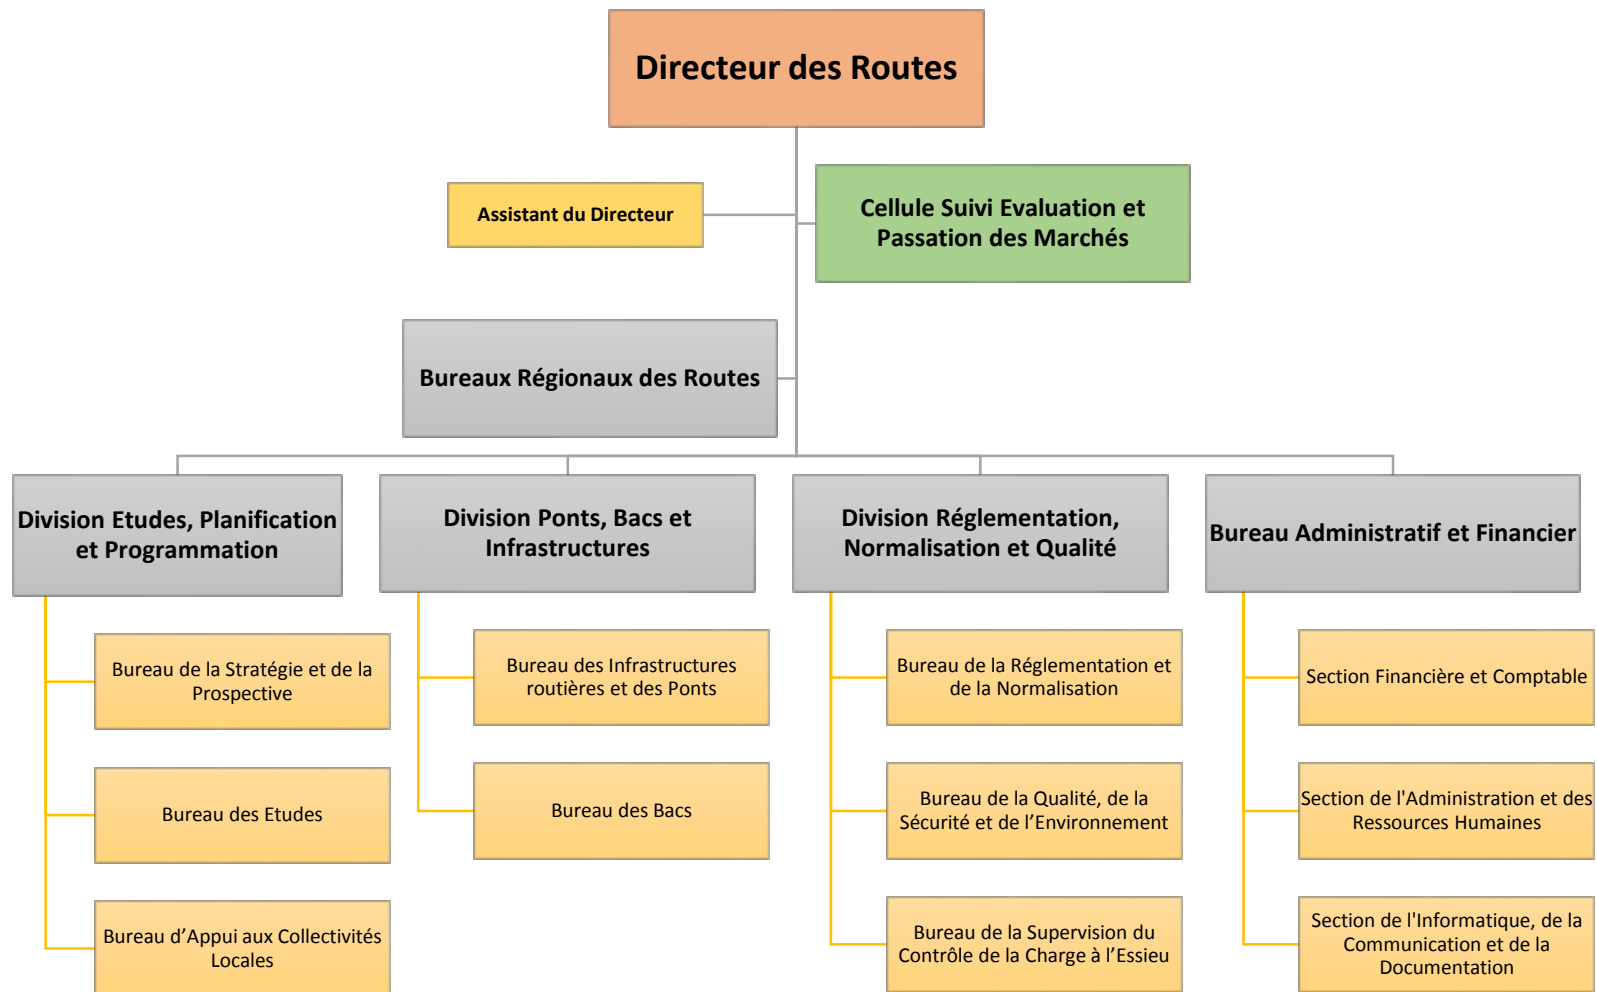 Directeur des Routes
Assistant du Directeur
Cellule Suivi Evaluation et
Passation des Marchés
Bureaux Régionaux des Routes
Division Etudes, Planification
et Programmation
Division Ponts, Bacs et
Infrastructures
Division Réglementation,
Normalisation et Qualité
Bureau Administratif et Financier
Bureau de la Stratégie et de la
Prospective
Bureau des Etudes
Bureau d’Appui aux Collectivités
Locales
Bureau des Infrastructures
routières et des Ponts
Bureau des Bacs
Bureau de la Réglementation et
de la Normalisation
Bureau de la Qualité, de la
Sécurité et de l’Environnement
Bureau de la Supervision du
Contrôle de la Charge à l’Essieu
Section Financière et Comptable
Section de l'Administration et des
Ressources Humaines
Section de l'Informatique, de la
Communication et de la
Documentation